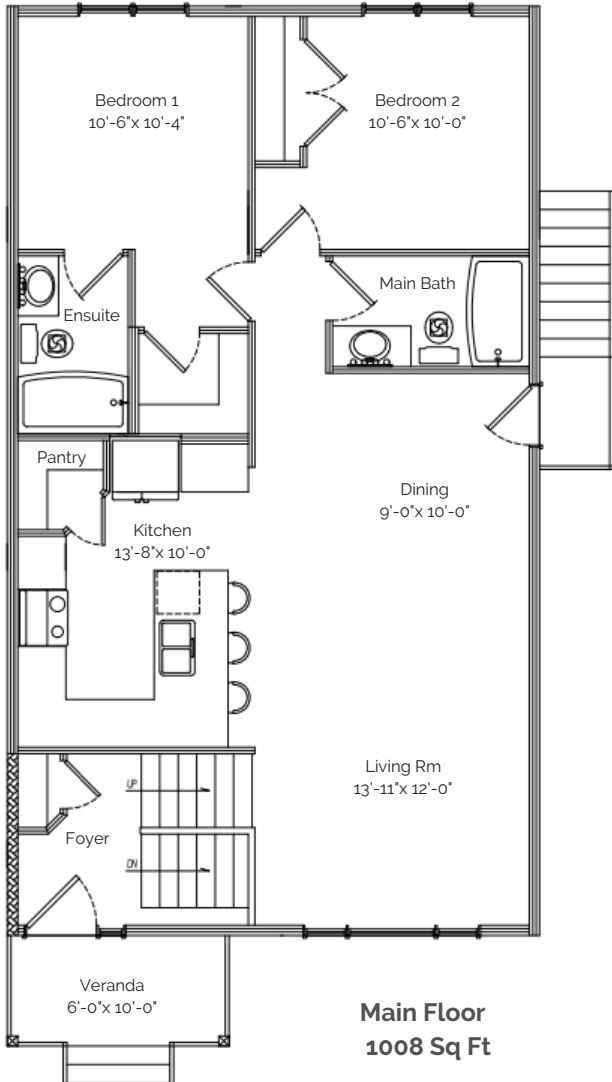 Bedroom 1
10'-6"x 10'-4"
Bedroom 2
10'-6"x 10'-0"
Main Bath
Ensuite
Pantry
Dining
9'-0"x 10'-0"
Kitchen
13'-8"x 10'-0"
Living Rm
13'-11"x 12'-0"
UP
Foyer
DN
Veranda
6'-0"x 10'-0"
Main Floor
1008 Sq Ft